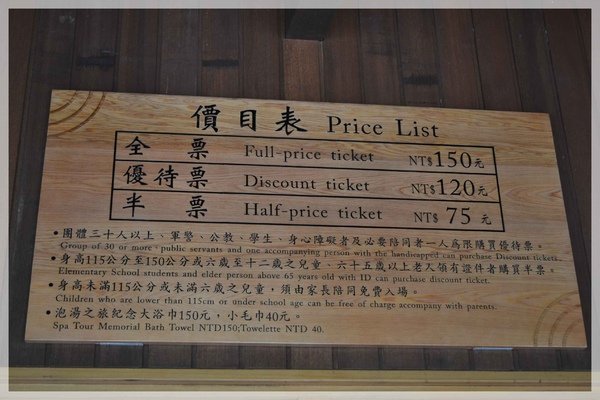 價目表 Price List
全票 Full-price ticket NT$150元
優待票 Discount ticket NT$120元
半票 Half-price ticket NT$ 75 元
•團體三十人以上、軍警、公教、學生、身心障礙者及必要陪同者一人為限購買優待票。
Group of 30 or more、public servants and one accompanying person with the handicapped can purchase Discount tickets.
•身高115公分至150公分或六歲至十二歲之兒童、六十五歲以上老人領有證件者購買半票。
Elementary School students and elder person above 65 years old with ID can purchase discount ticket.
•身高未滿115公分或未滿六歲之兒童，須由家長陪同免費入場。
Children who are lower than 115cm or under school age can be free of charge accompany with parents.
•泡湯之旅紀念大浴巾150元，小毛巾40元。
Spa Tour Memorial Bath Towel NTD150;Towelette NTD 40.